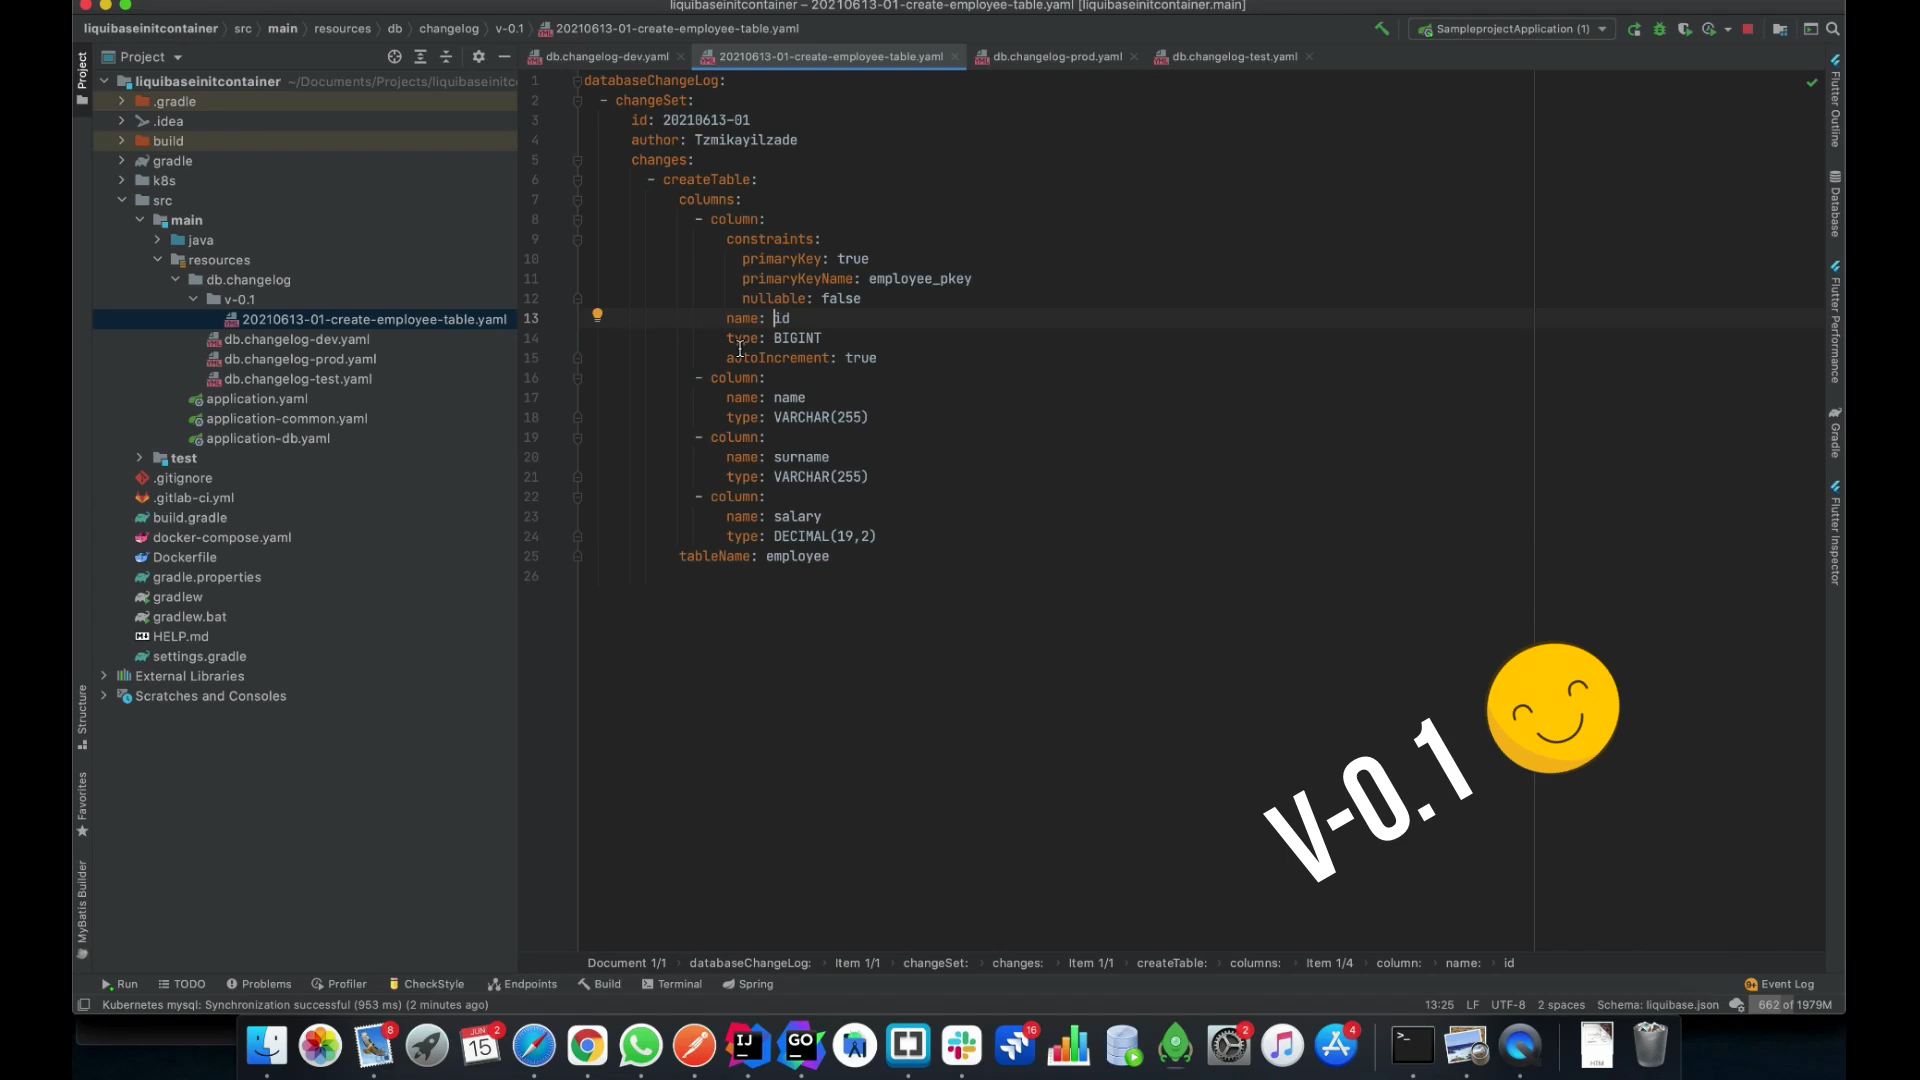 liquibaseinitcontainer – 20210613-01-create-employee-table.yaml [liquibaseinitcontainer.main]
liquibaseinitcontainer › src › main › resources › db › changelog › v-0.1 › 20210613-01-create-employee-table.yaml
SampleprojectApplication (1)
Project
db.changelog-dev.yaml
20210613-01-create-employee-table.yaml
db.changelog-prod.yaml
db.changelog-test.yaml
liquibaseinitcontainer ~/Documents/Projects/liquibaseinitc
.gradle
.idea
build
gradle
k8s
src
main
java
resources
db.changelog
v-0.1
20210613-01-create-employee-table.yaml
db.changelog-dev.yaml
db.changelog-prod.yaml
db.changelog-test.yaml
application.yaml
application-common.yaml
application-db.yaml
test
.gitignore
.gitlab-ci.yml
build.gradle
docker-compose.yaml
Dockerfile
gradle.properties
gradlew
gradlew.bat
HELP.md
settings.gradle
External Libraries
Scratches and Consoles
1 databaseChangeLog:
2 - changeSet:
3 id: 20210613-01
4 author: Tzmikayilzade
5 changes:
6 - createTable:
7 columns:
8 - column:
9 constraints:
10 primaryKey: true
11 primaryKeyName: employee_pkey
12 nullable: false
13 name: id
14 type: BIGINT
15 autoIncrement: true
16 - column:
17 name: name
18 type: VARCHAR(255)
19 - column:
20 name: surname
21 type: VARCHAR(255)
22 - column:
23 name: salary
24 type: DECIMAL(19,2)
25 tableName: employee
26
V-0.1
Project
Structure
Favorites
MyBatis Builder
Flutter Outline
Database
Flutter Performance
Gradle
Flutter Inspector
Document 1/1 › databaseChangeLog: › Item 1/1 › changeSet: › changes: › Item 1/1 › createTable: › columns: › Item 1/4 › column: › name: › id
Run TODO Problems Profiler CheckStyle Endpoints Build Terminal Spring
Event Log
Kubernetes mysql: Synchronization successful (953 ms) (2 minutes ago)
13:25 LF UTF-8 2 spaces Schema: liquibase.json 662 of 1979M
8
JUN 2
15
IJ
GO
16
2
4
HTM